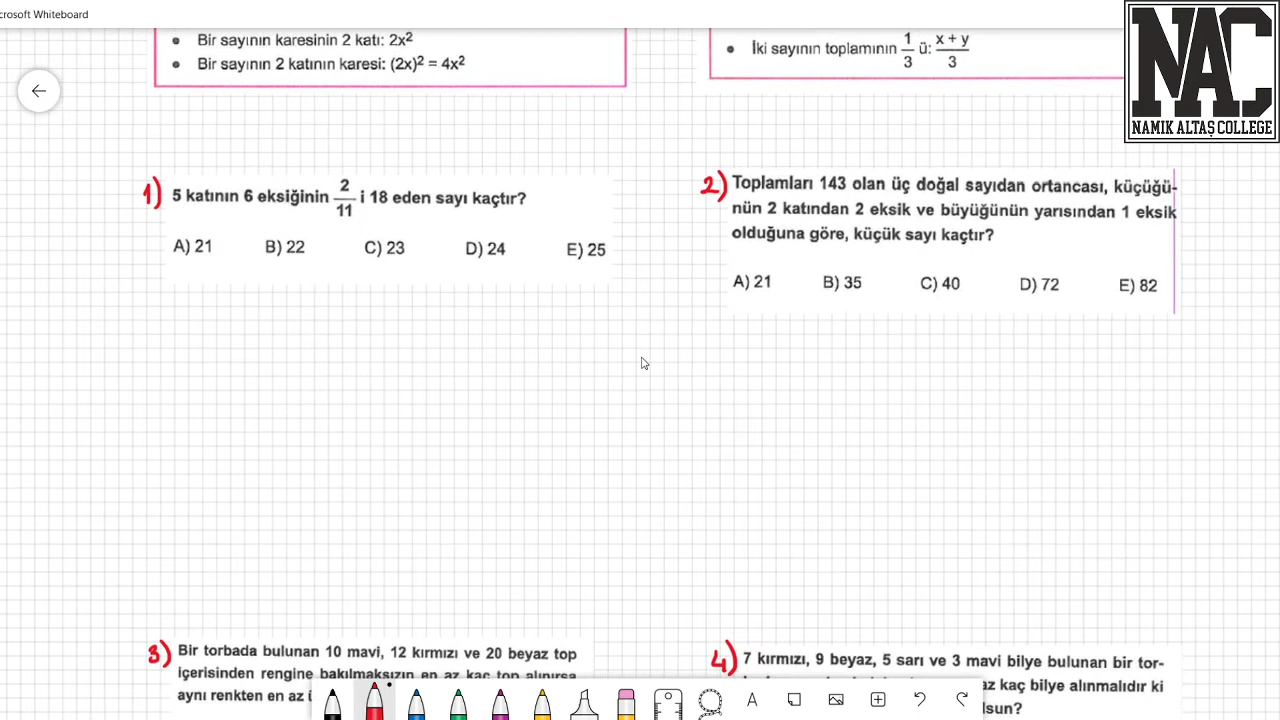 crosoft Whiteboard
• Bir sayının karesinin 2 katı: 2x²
• Bir sayının 2 katının karesi: (2x)² = 4x²
• İki sayının toplamının 1/3 ü: x + y/3
NAC
NAMIK ALTAŞ COLLEGE
1) 5 katının 6 eksiğinin 2/11 i 18 eden sayı kaçtır?
A) 21 B) 22 C) 23 D) 24 E) 25
2) Toplamları 143 olan üç doğal sayıdan ortancası, küçüğü-
nün 2 katından 2 eksik ve büyüğünün yarısından 1 eksik
olduğuna göre, küçük sayı kaçtır?
A) 21 B) 35 C) 40 D) 72 E) 82
3) Bir torbada bulunan 10 mavi, 12 kırmızı ve 20 beyaz top
içerisinden rengine bakılmaksızın en az kaç top alınırsa
aynı renkten en az
4) 7 kırmızı, 9 beyaz, 5 sarı ve 3 mavi bilye bulunan bir tor-
az kaç bilye alınmalıdır ki
lsun?
A